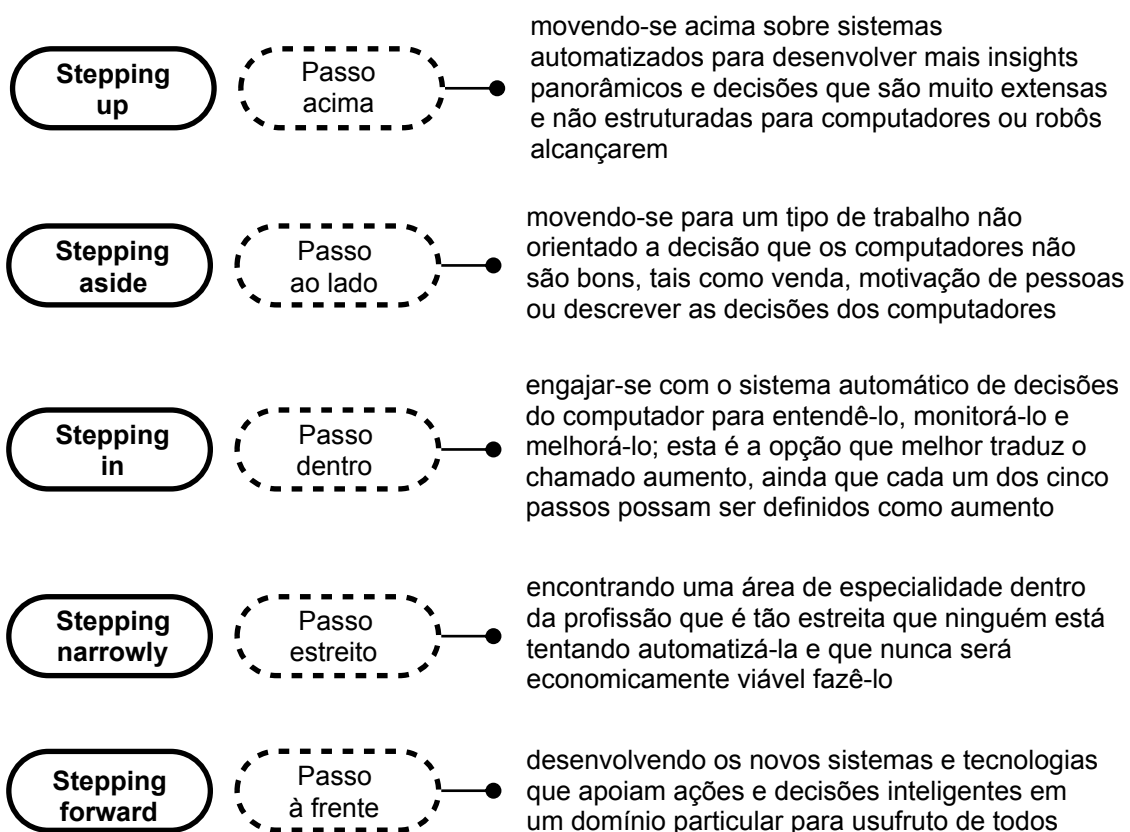 Stepping
up
Passo
acima
movendo-se acima sobre sistemas
automatizados para desenvolver mais insights
panorâmicos e decisões que são muito extensas
e não estruturadas para computadores ou robôs
alcançarem
Stepping
aside
Passo
ao lado
movendo-se para um tipo de trabalho não
orientado a decisão que os computadores não
são bons, tais como venda, motivação de pessoas
ou descrever as decisões dos computadores
Stepping
in
Passo
dentro
engajar-se com o sistema automático de decisões
do computador para entendê-lo, monitorá-lo e
melhorá-lo; esta é a opção que melhor traduz o
chamado aumento, ainda que cada um dos cinco
passos possam ser definidos como aumento
Stepping
narrowly
Passo
estreito
encontrando uma área de especialidade dentro
da profissão que é tão estreita que ninguém está
tentando automatizá-la e que nunca será
economicamente viável fazê-lo
Stepping
forward
Passo
à frente
desenvolvendo os novos sistemas e tecnologias
que apoiam ações e decisões inteligentes em
um domínio particular para usufruto de todos